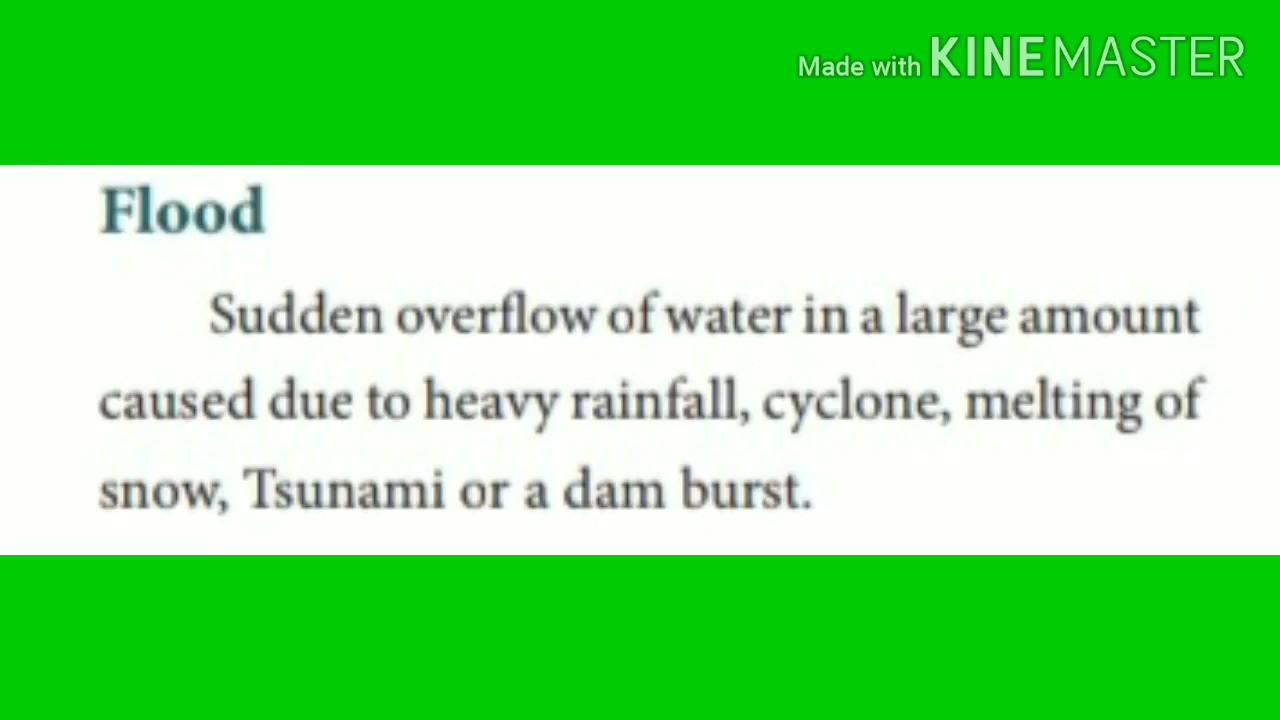 Made with KINEMASTER
Flood
Sudden overflow of water in a large amount
caused due to heavy rainfall, cyclone, melting of
snow, Tsunami or a dam burst.